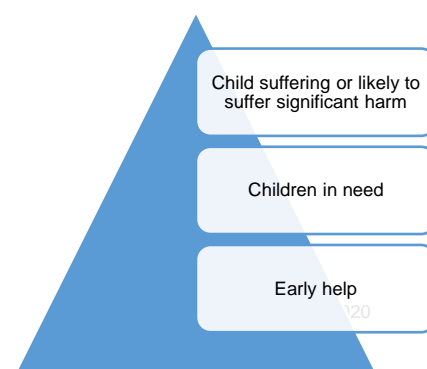 Child suffering or likely to
suffer significant harm
Children in need
Early help